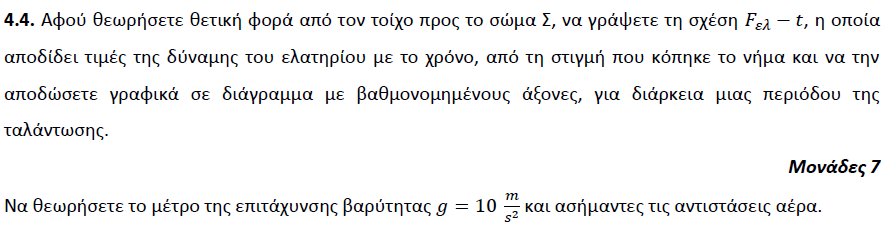 4.4. Αφού θεωρήσετε θετική φορά από τον τοίχο προς το σώμα Σ, να γράψετε τη σχέση $F_{ελ} - t$, η οποία
αποδίδει τιμές της δύναμης του ελατηρίου με το χρόνο, από τη στιγμή που κόπηκε το νήμα και να την
αποδώσετε γραφικά σε διάγραμμα με βαθμονομημένους άξονες, για διάρκεια μιας περιόδου της
ταλάντωσης.
Μονάδες 7
Να θεωρήσετε το μέτρο της επιτάχυνσης βαρύτητας $g = 10 \frac{m}{s^2}$ και ασήμαντες τις αντιστάσεις αέρα.